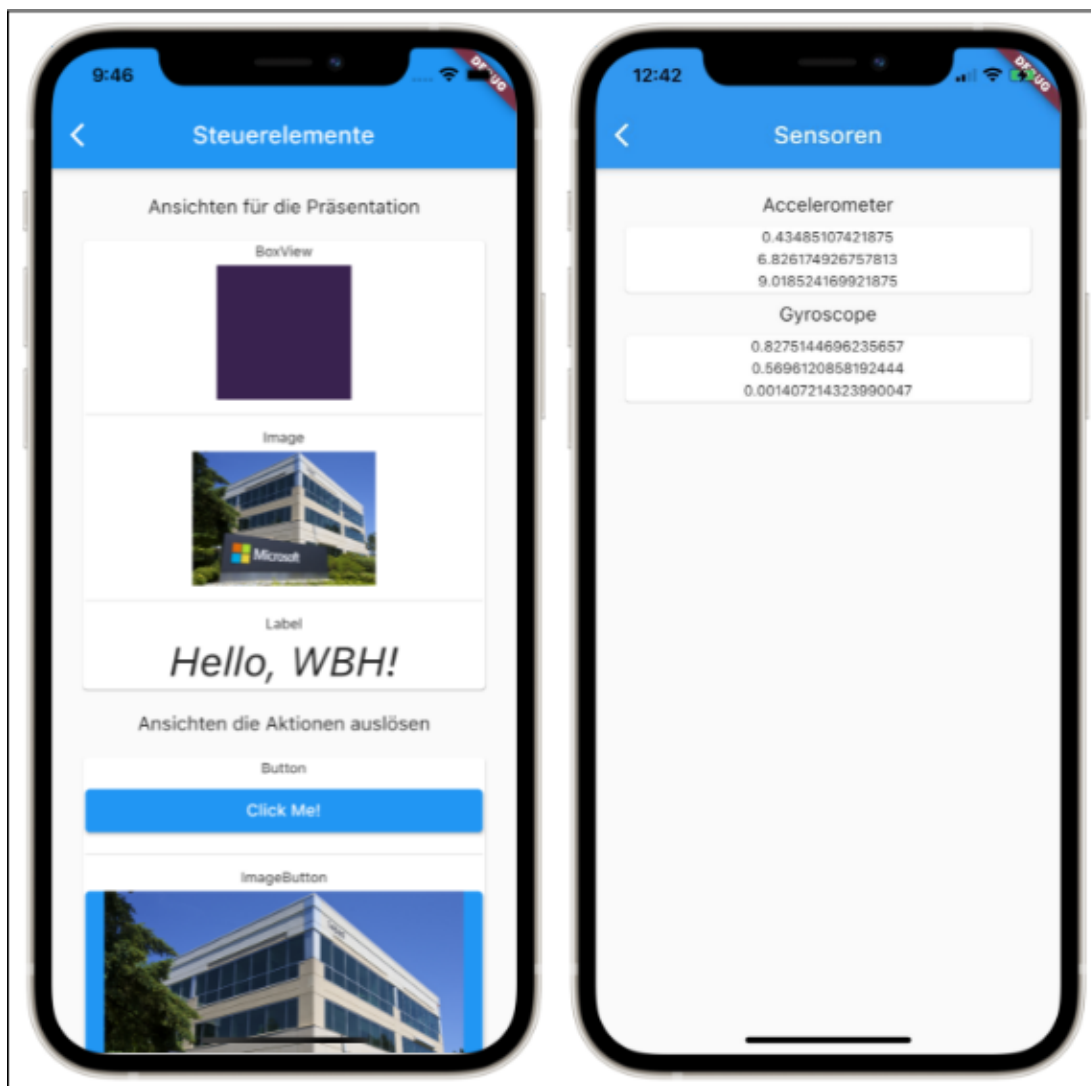 9:46
DEBUG
Steuerelemente
Ansichten für die Präsentation
BoxView
Image
Microsoft
Label
Hello, WBH!
Ansichten die Aktionen auslösen
Button
Click Me!
ImageButton
12:42
DEBUG
Sensoren
Accelerometer
0.43485107421875
6.826174926757813
9.018524169921875
Gyroscope
0.8275144696235657
0.5696120858192444
0.001407214323990047